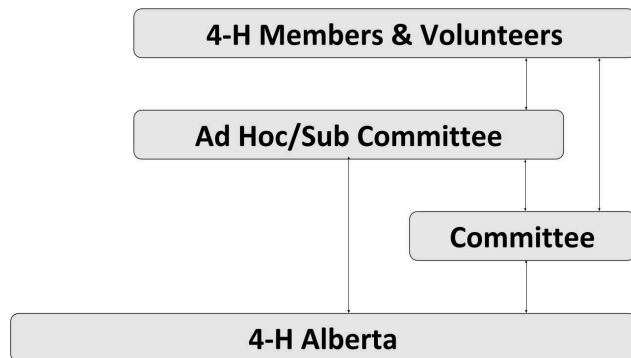 4-H Members & Volunteers
Ad Hoc/Sub Committee
Committee
4-H Alberta